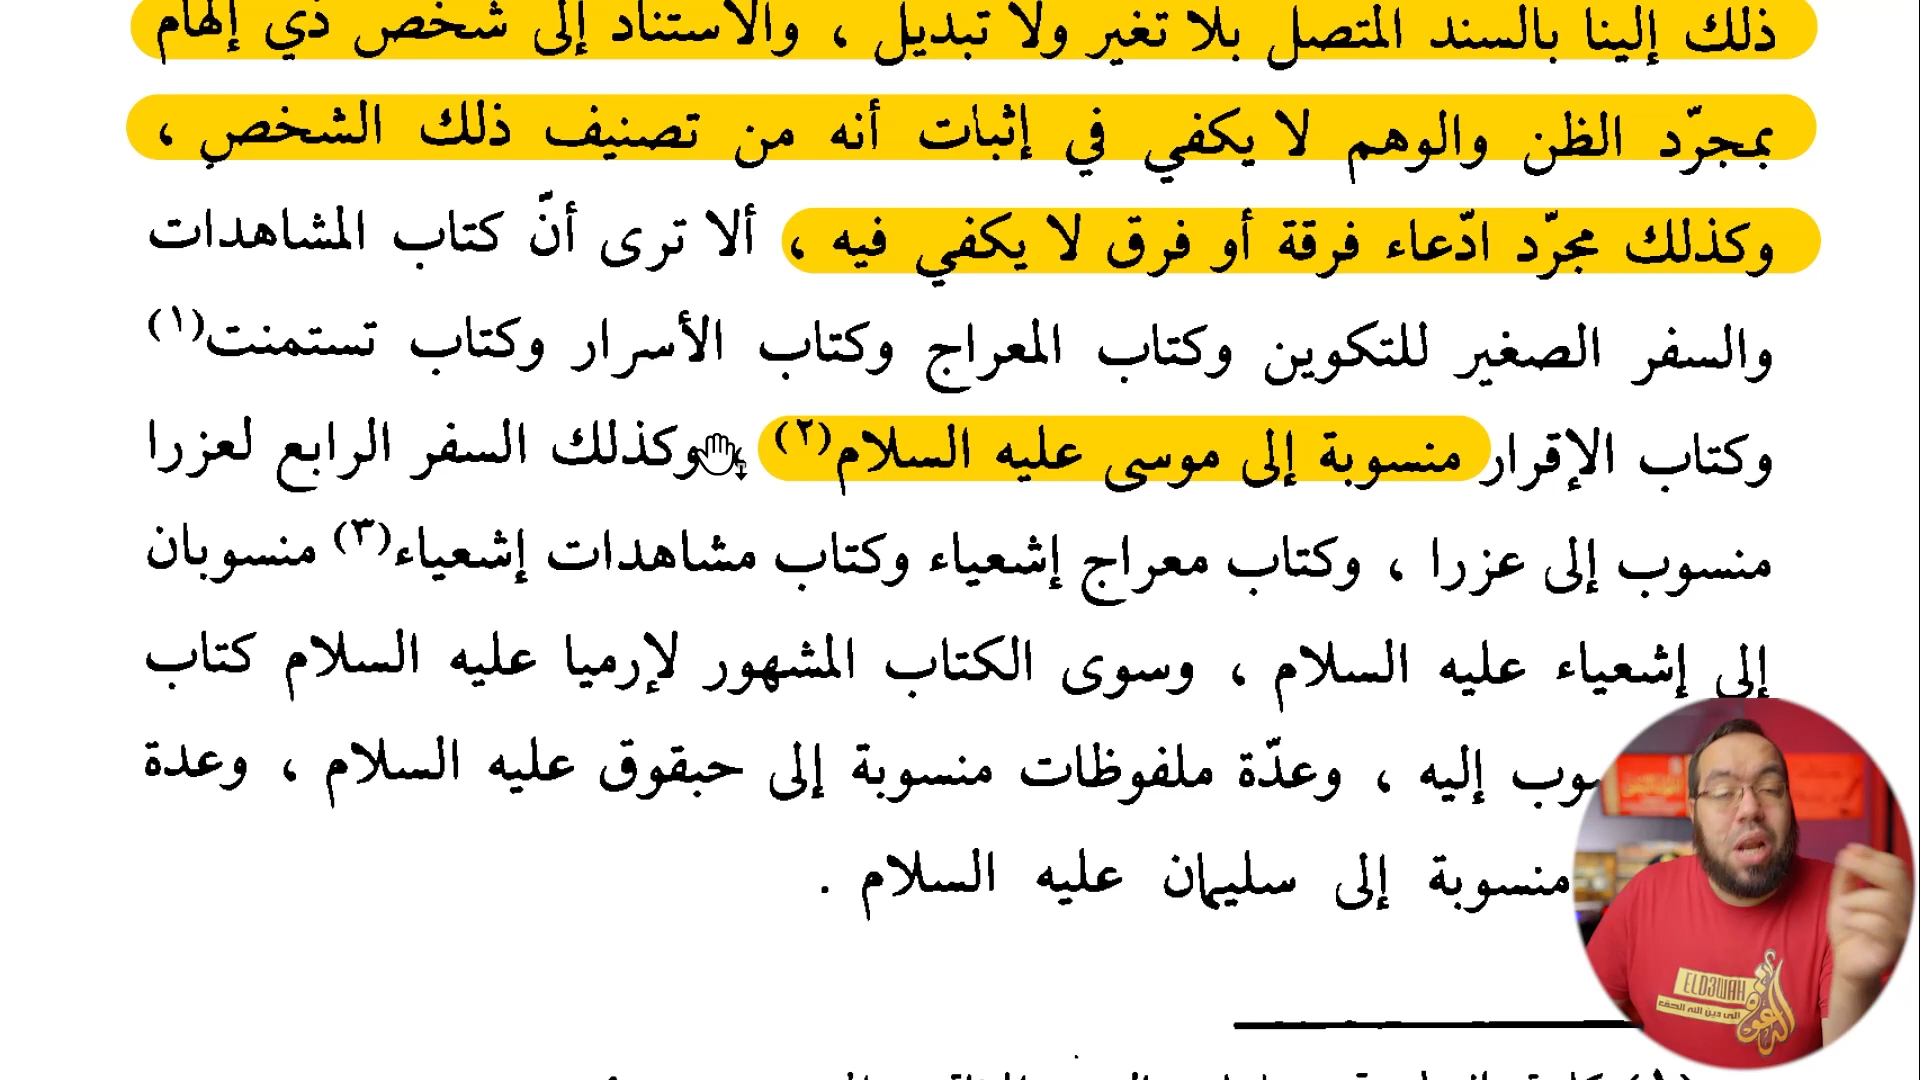 ذلك إلينا بالسند المتصل بلا تغير ولا تبديل ، والاستناد إلى شخص ذي إلهام
بمجرّد الظن والوهم لا يكفي في إثبات أنه من تصنيف ذلك الشخص ،
وكذلك مجرّد ادّعاء فرقة أو فرق لا يكفي فيه ، ألا ترى أنّ كتاب المشاهدات
والسفر الصغير للتكوين وكتاب المعراج وكتاب الأسرار وكتاب تستمنت(١)
وكتاب الإقرار منسوبة إلى موسى عليه السلام(٢) وكذلك السفر الرابع لعزرا
منسوب إلى عزرا ، وكتاب معراج إشعياء وكتاب مشاهدات إشعياء(٣) منسوبان
إلى إشعياء عليه السلام ، وسوى الكتاب المشهور لإرميا عليه السلام كتاب
إليه ، وعدّة ملفوظات منسوبة إلى حبقوق عليه السلام ، وعدة
منسوبة إلى سليمان عليه السلام .
ELD3WAH
الى دين الله الحق